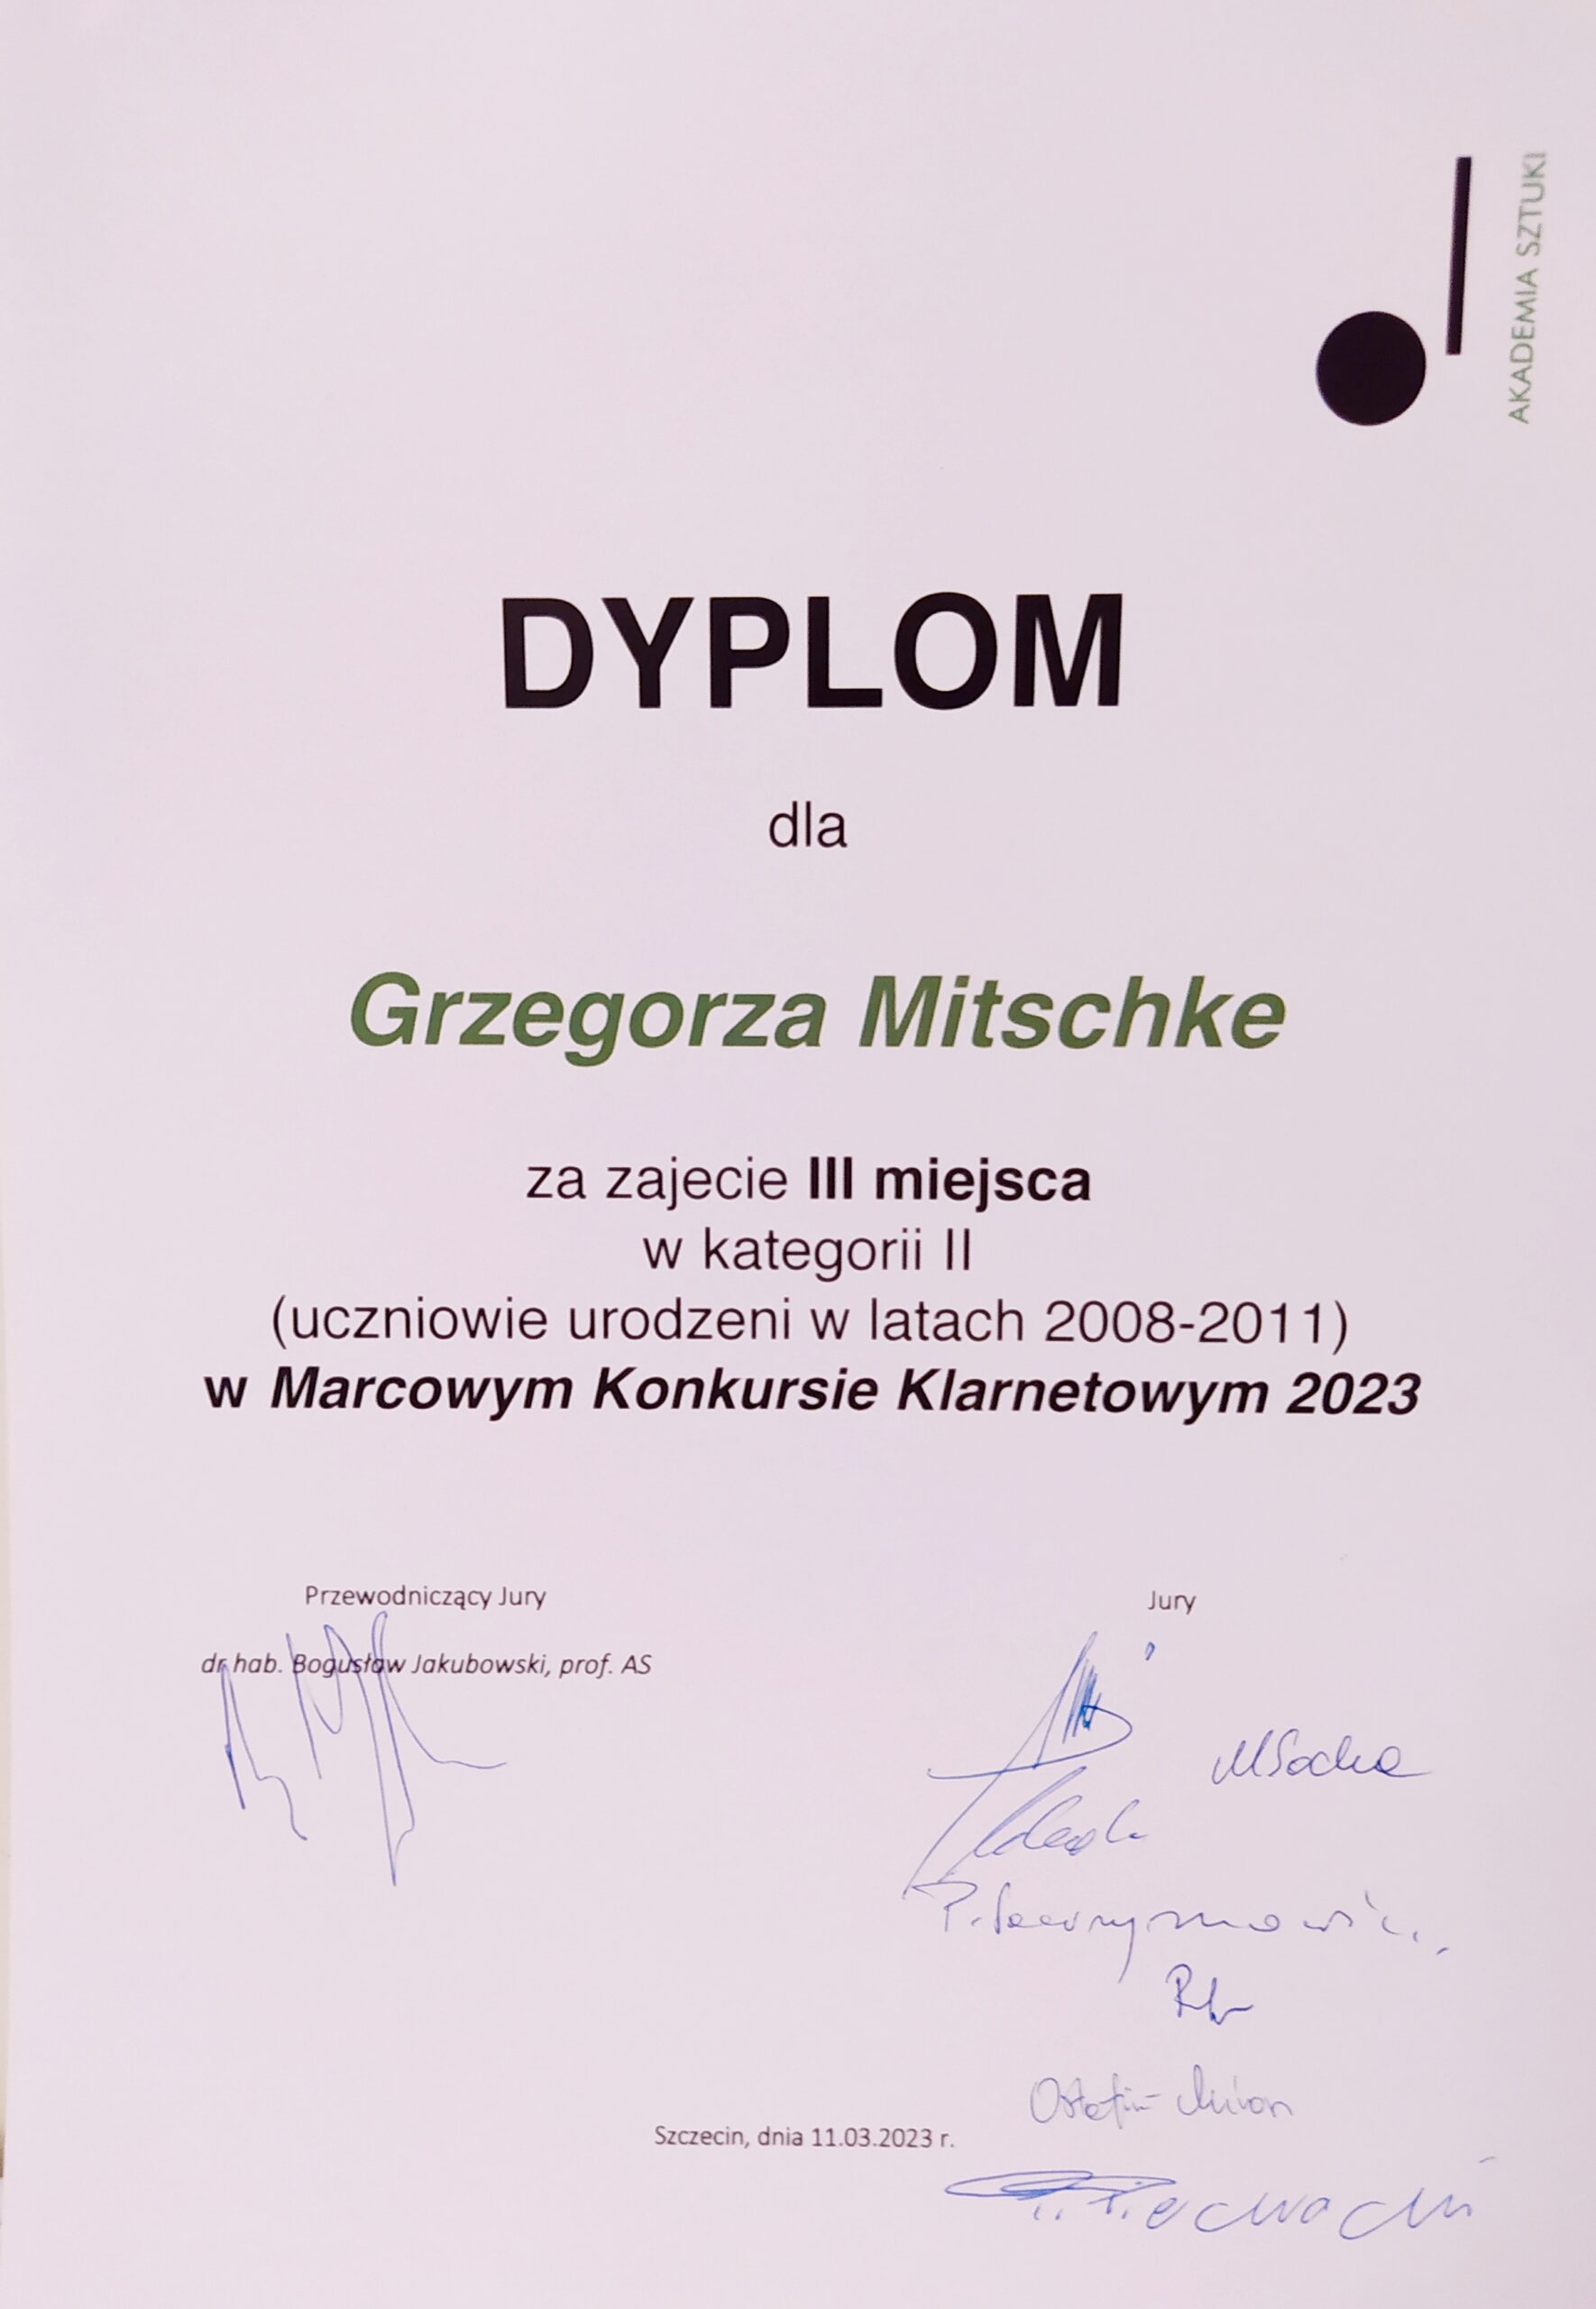 AKADEMIA SZTUKI
DYPLOM
dla
Grzegorza Mitschke
za zajecie III miejsca
w kategorii II
(uczniowie urodzeni w latach 2008-2011)
w Marcowym Konkursie Klarnetowym 2023
Przewodniczący Jury
dr hab. Bogusław Jakubowski, prof. AS
Jury
MSocha
Szczecin, dnia 11.03.2023 r.